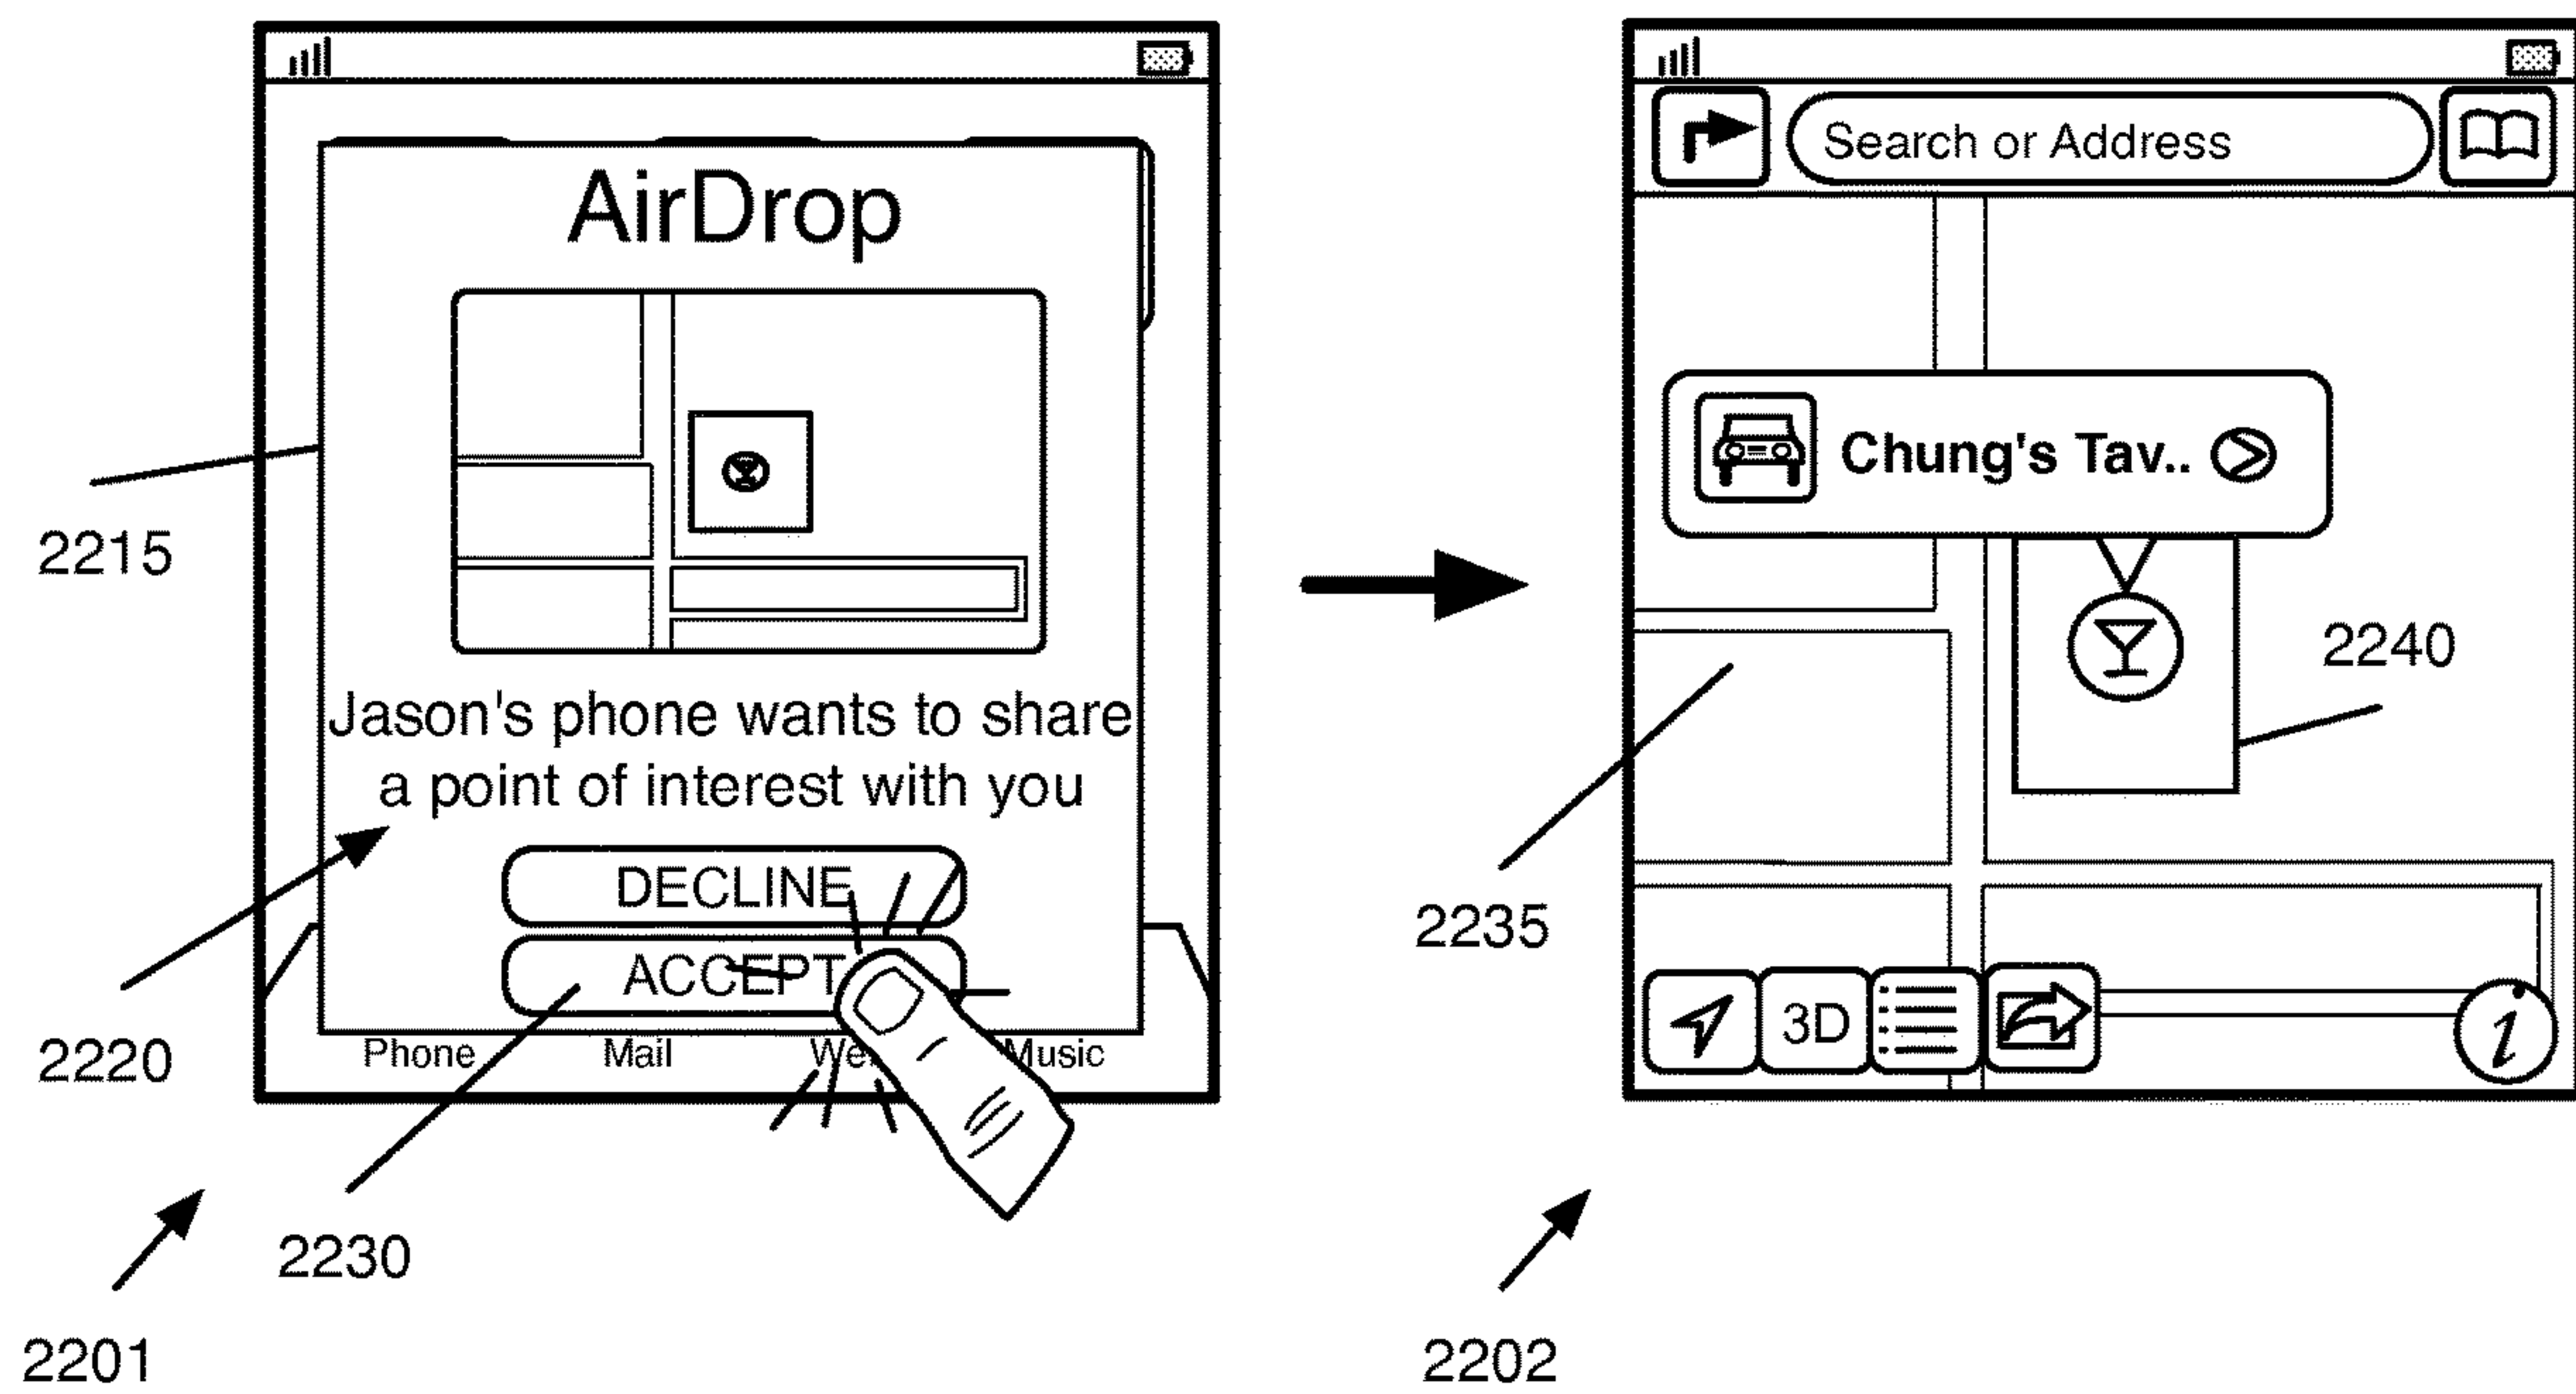 AirDrop
Jason's phone wants to share
a point of interest with you
DECLINE
ACCEPT
Phone Mail We Music
2215
2220
2230
2201
Search or Address
Chung's Tav..
2240
2235
3D
i
2202